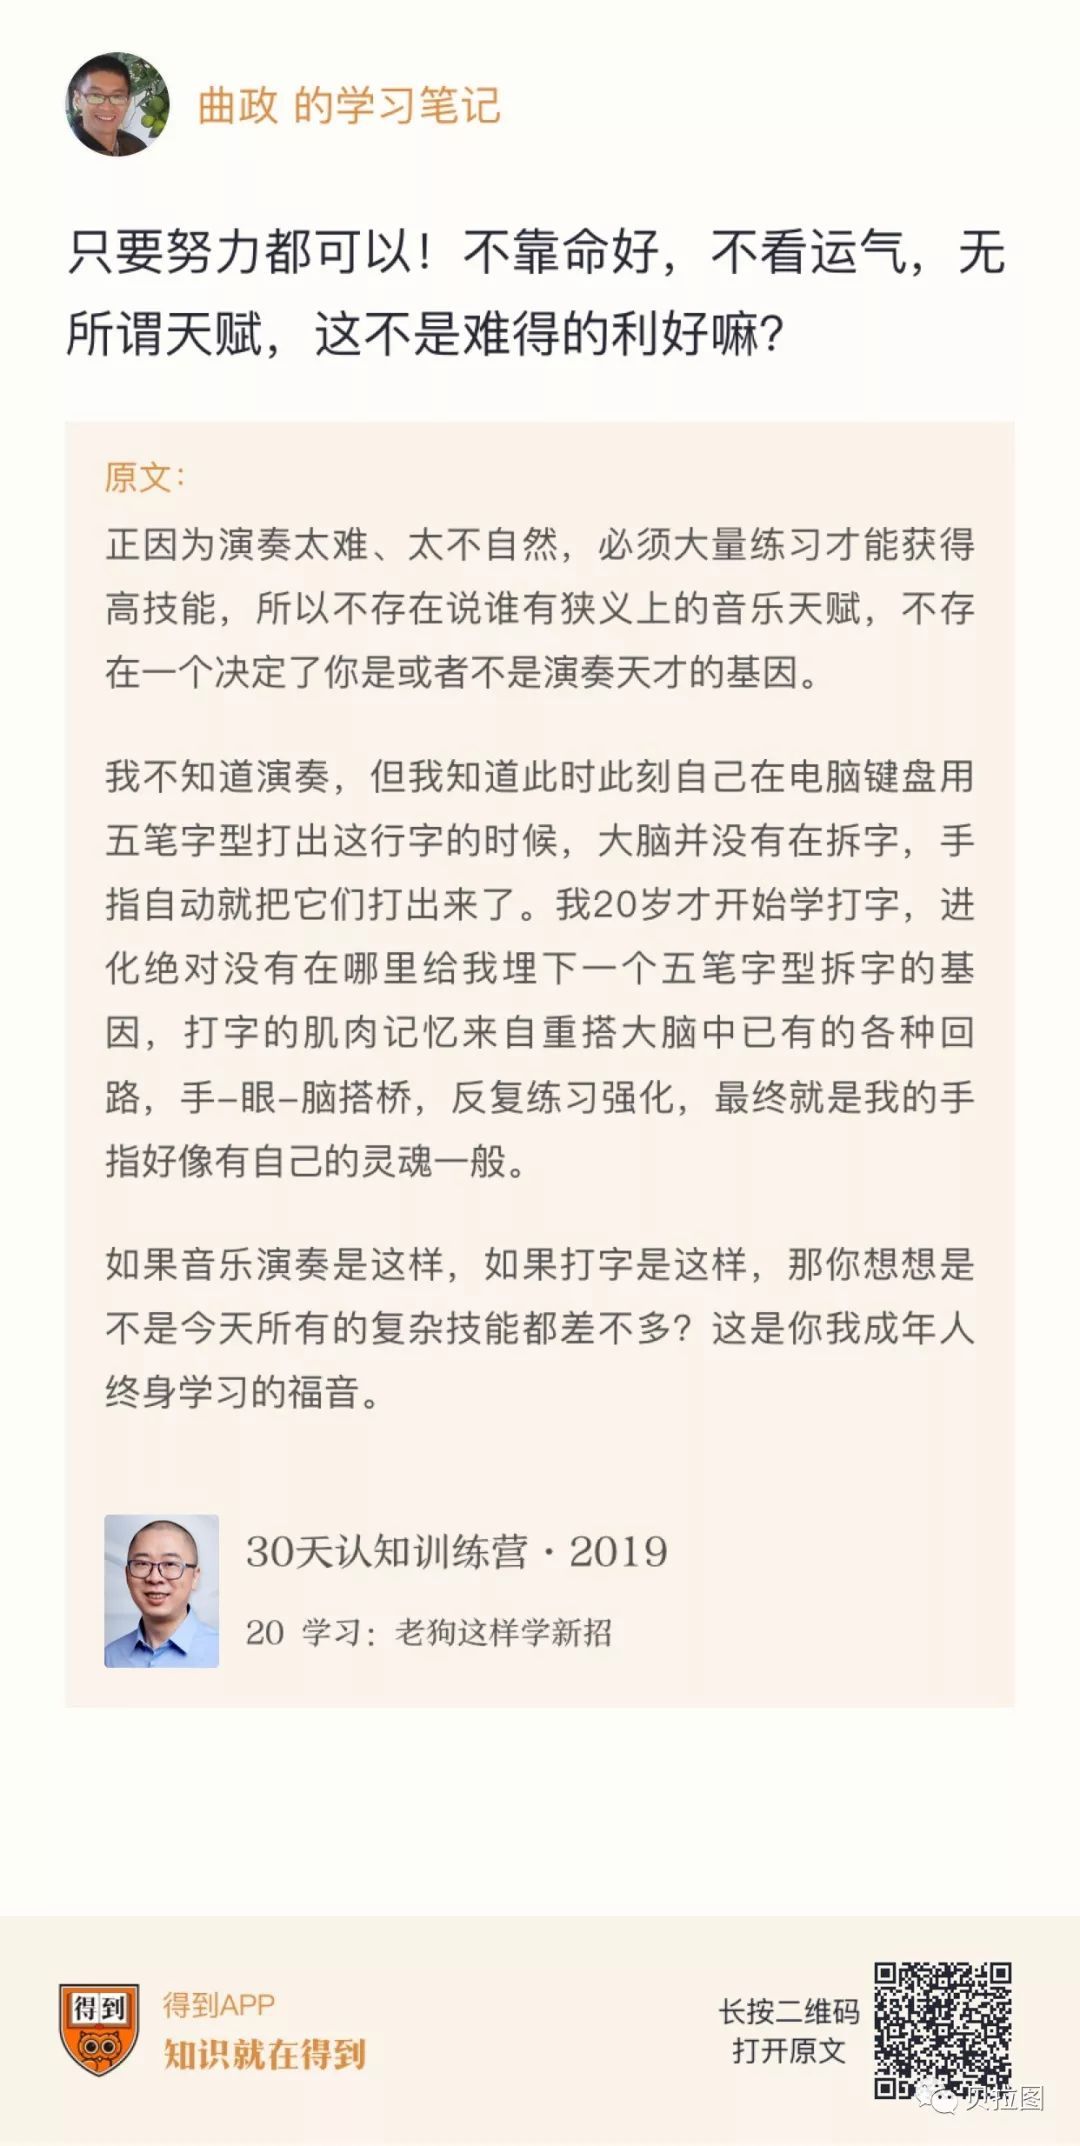 曲政 的学习笔记
只要努力都可以！不靠命好，不看运气，无
所谓天赋，这不是难得的利好嘛？
原文：
正因为演奏太难、太不自然，必须大量练习才能获得
高技能，所以不存在说谁有狭义上的音乐天赋，不存
在一个决定了你是或者不是演奏天才的基因。
我不知道演奏，但我知道此时此刻自己在电脑键盘用
五笔字型打出这行字的时候，大脑并没有在拆字，手
指自动就把它们打出来了。我20岁才开始学打字，进
化绝对没有在哪里给我埋下一个五笔字型拆字的基
因，打字的肌肉记忆来自重搭大脑中已有的各种回
路，手-眼-脑搭桥，反复练习强化，最终就是我的手
指好像有自己的灵魂一般。
如果音乐演奏是这样，如果打字是这样，那你想想是
不是今天所有的复杂技能都差不多？这是你我成年人
终身学习的福音。
30天认知训练营·2019
20 学习：老狗这样学新招
得到
得到APP
知识就在得到
长按二维码
打开原文
贝拉图